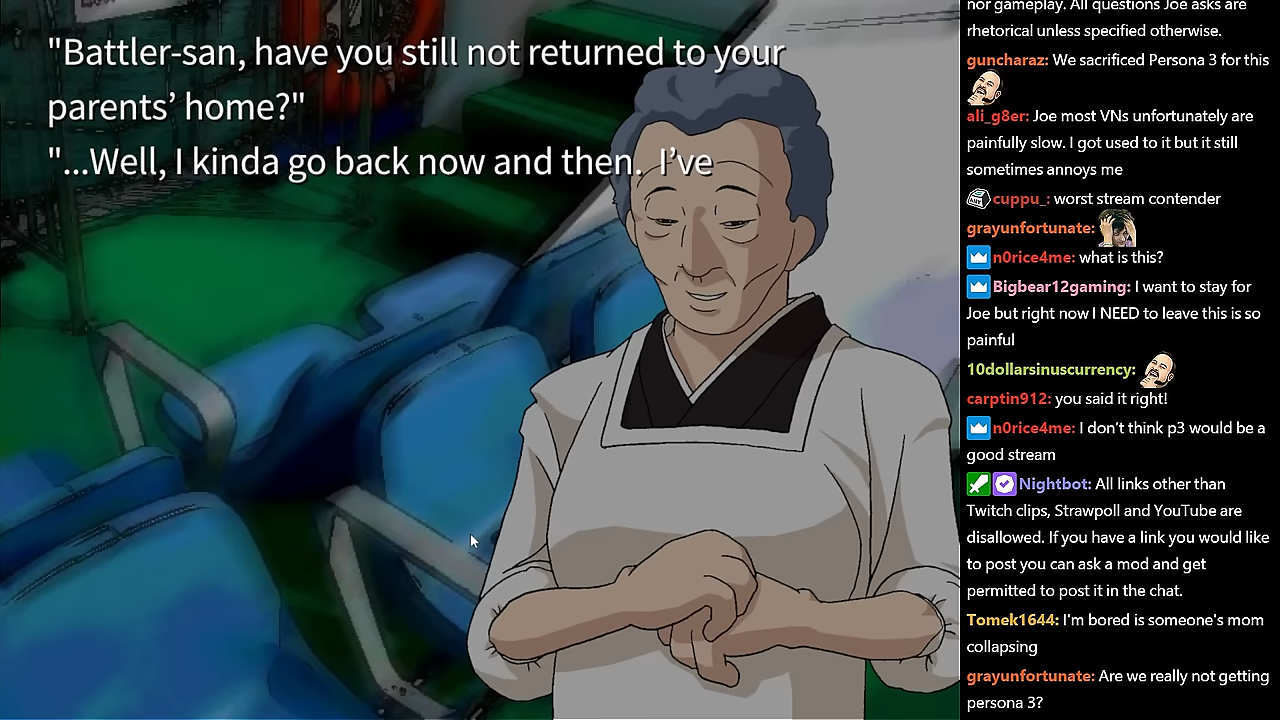 "Battler-san, have you still not returned to your
parents’ home?"
"...Well, I kinda go back now and then.  I’ve
nor gameplay. All questions Joe asks are
rhetorical unless specified otherwise.
guncharaz: We sacrificed Persona 3 for this
ali_g8er: Joe most VNs unfortunately are
painfully slow. I got used to it but it still
sometimes annoys me
cuppu_: worst stream contender
grayunfortunate:
n0rice4me: what is this?
Bigbear12gaming: I want to stay for
Joe but right now I NEED to leave this is so
painful
10dollarsinuscurrency:
carptin912: you said it right!
n0rice4me: I don’t think p3 would be a
good stream
Nightbot: All links other than
Twitch clips, Strawpoll and YouTube are
disallowed. If you have a link you would like
to post you can ask a mod and get
permitted to post it in the chat.
Tomek1644: I'm bored is someone's mom
collapsing
grayunfortunate: Are we really not getting
persona 3?